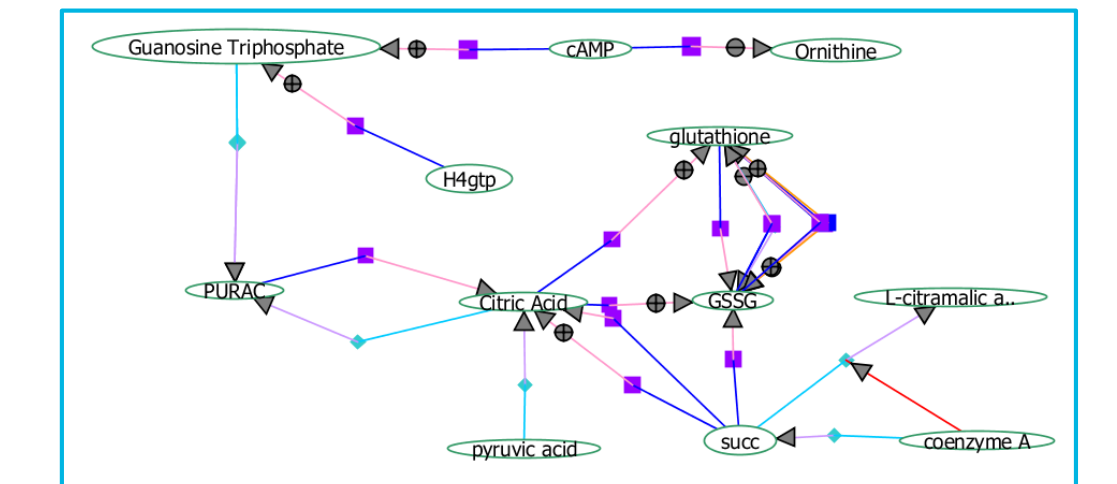 Guanosine Triphosphate
cAMP
Ornithine
glutathione
H4gtp
PURAC
Citric Acid
GSSG
L-citramalic a..
pyruvic acid
succ
coenzyme A